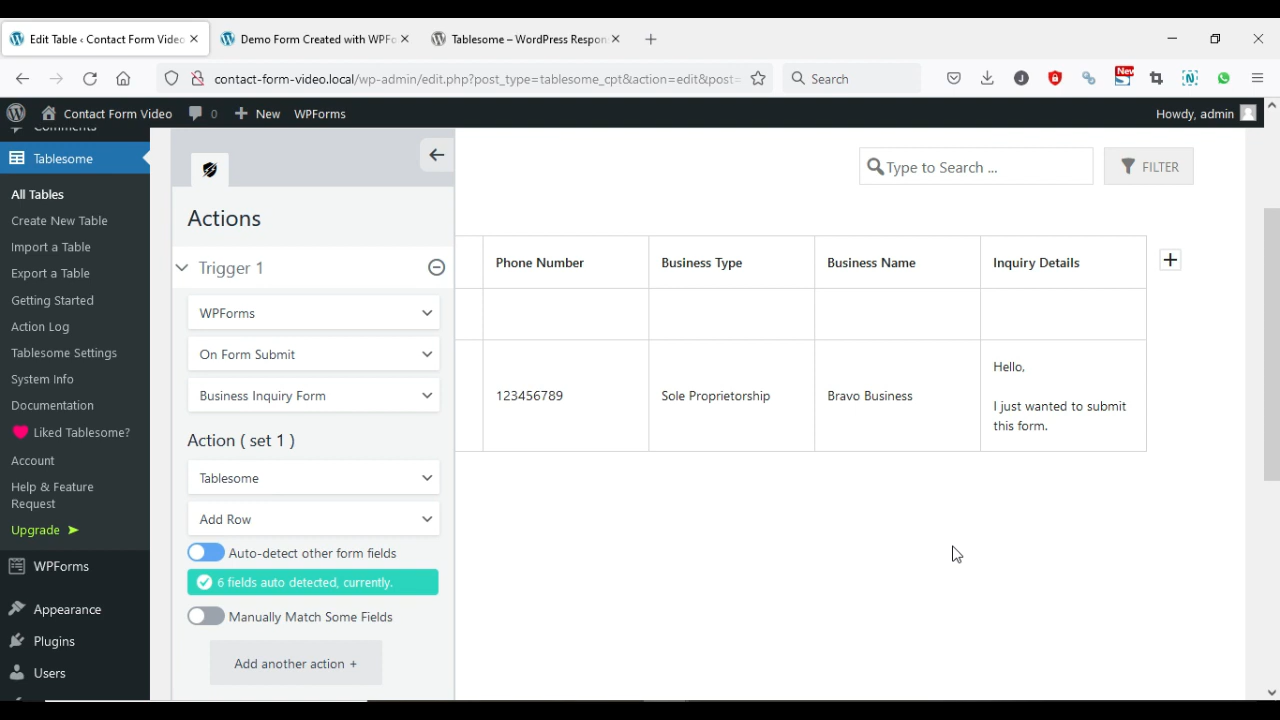 Edit Table ‹ Contact Form Video
Demo Form Created with WPFo
Tablesome – WordPress Respon
contact-form-video.local/wp-admin/edit.php?post_type=tablesome_cpt&action=edit&post=
Search
New
Contact Form Video
0
New
WPForms
Howdy, admin
Comments
Tablesome
All Tables
Create New Table
Import a Table
Export a Table
Getting Started
Action Log
Tablesome Settings
System Info
Documentation
Liked Tablesome?
Account
Help & Feature
Request
Upgrade ➤
WPForms
Appearance
Plugins
Users
Actions
Trigger 1
WPForms
On Form Submit
Business Inquiry Form
Action ( set 1 )
Tablesome
Add Row
Auto-detect other form fields
6 fields auto detected, currently.
Manually Match Some Fields
Add another action +
Type to Search ...
FILTER
Phone Number
Business Type
Business Name
Inquiry Details
123456789
Sole Proprietorship
Bravo Business
Hello,
I just wanted to submit
this form.